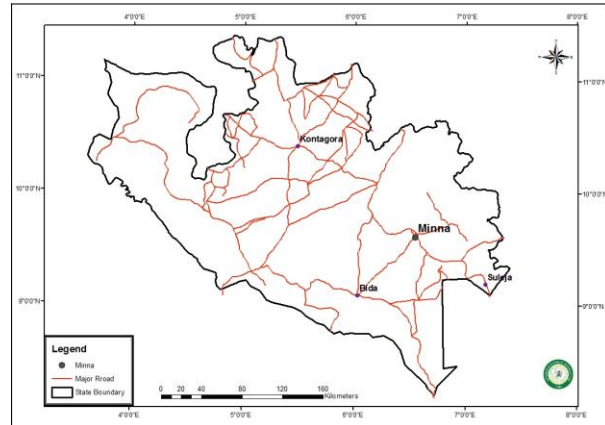 4°0'0"E 5°0'0"E 6°0'0"E 7°0'0"E 8°0'0"E
11°0'0"N 11°0'0"N
Kontagora
10°0'0"N 10°0'0"N
Minna
Suleja
Bida
9°0'0"N 9°0'0"N
Legend
Minna
Major Rroad
State Boundary
0 20 40 80 120 160
Kilometers
4°0'0"E 5°0'0"E 6°0'0"E 7°0'0"E 8°0'0"E